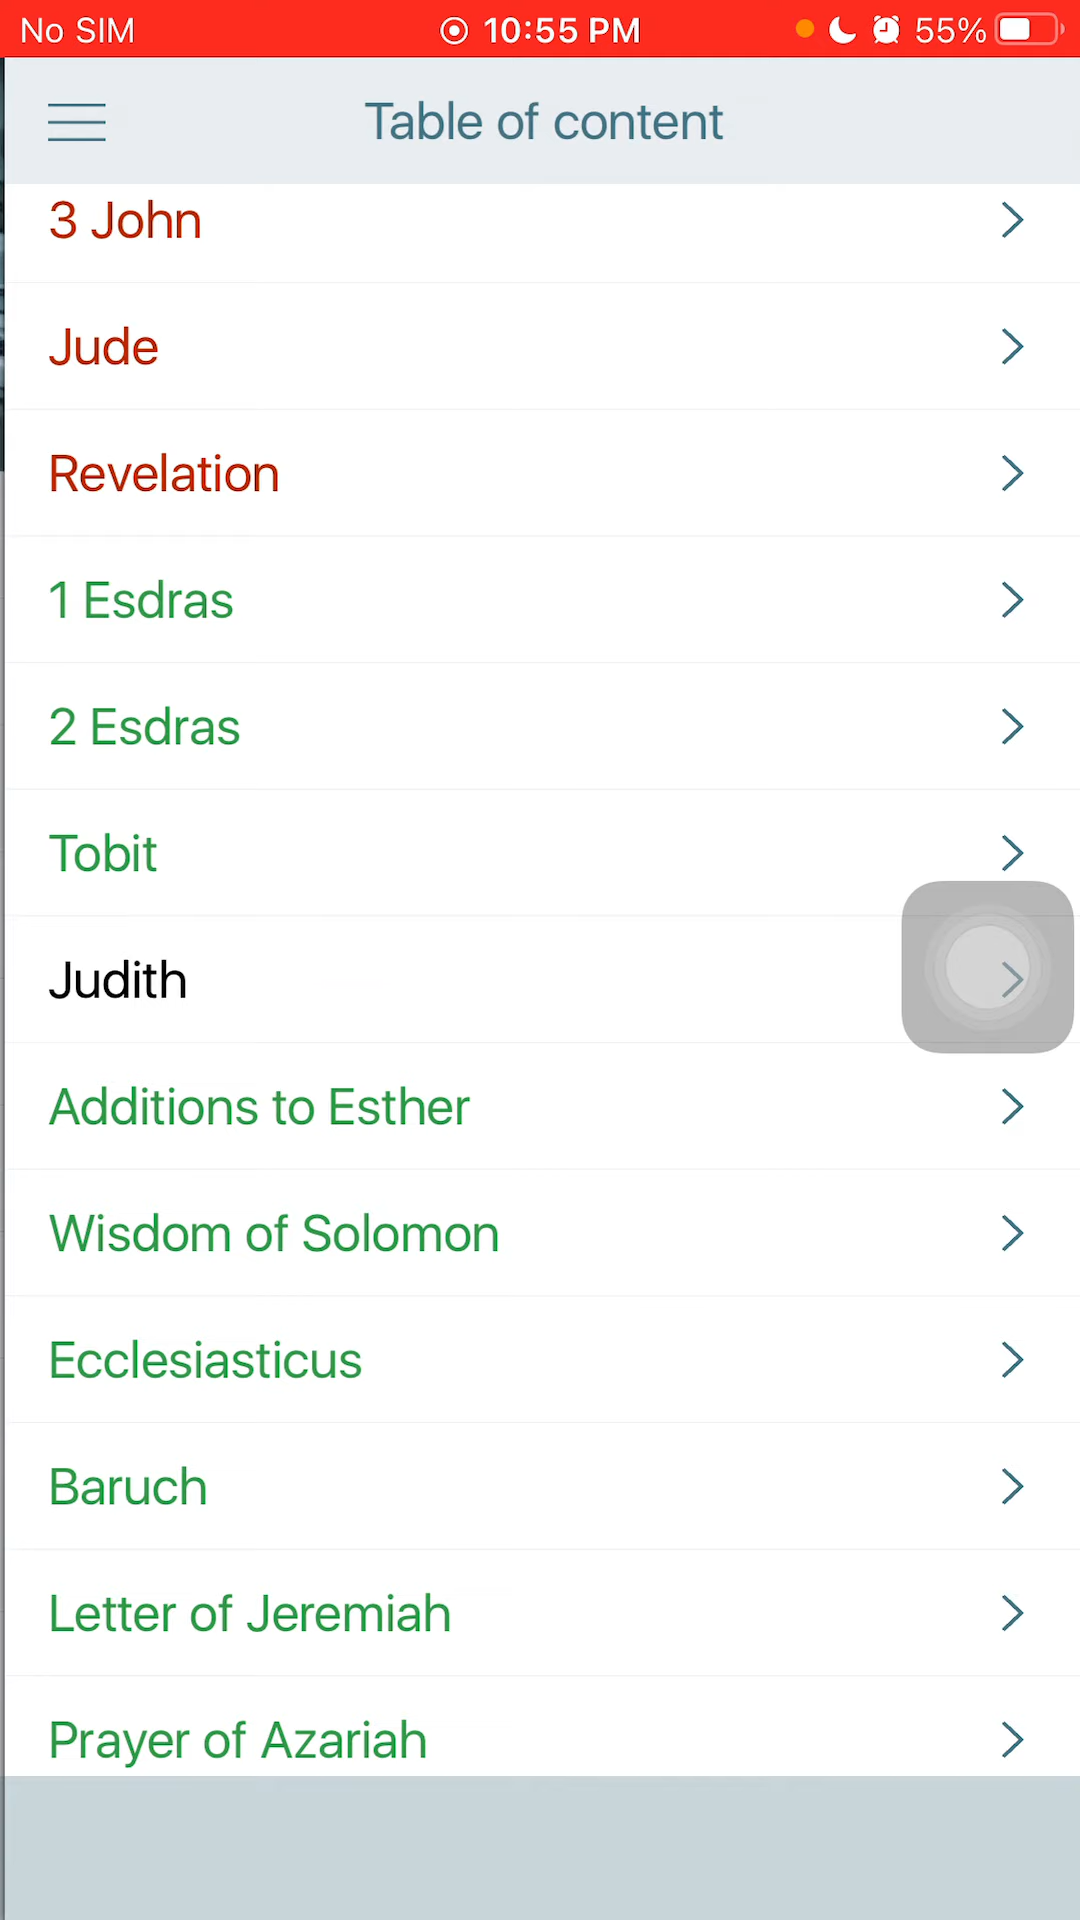 No SIM 10:55 PM 55%
Table of content
3 John
Jude
Revelation
1 Esdras
2 Esdras
Tobit
Judith
Additions to Esther
Wisdom of Solomon
Ecclesiasticus
Baruch
Letter of Jeremiah
Prayer of Azariah